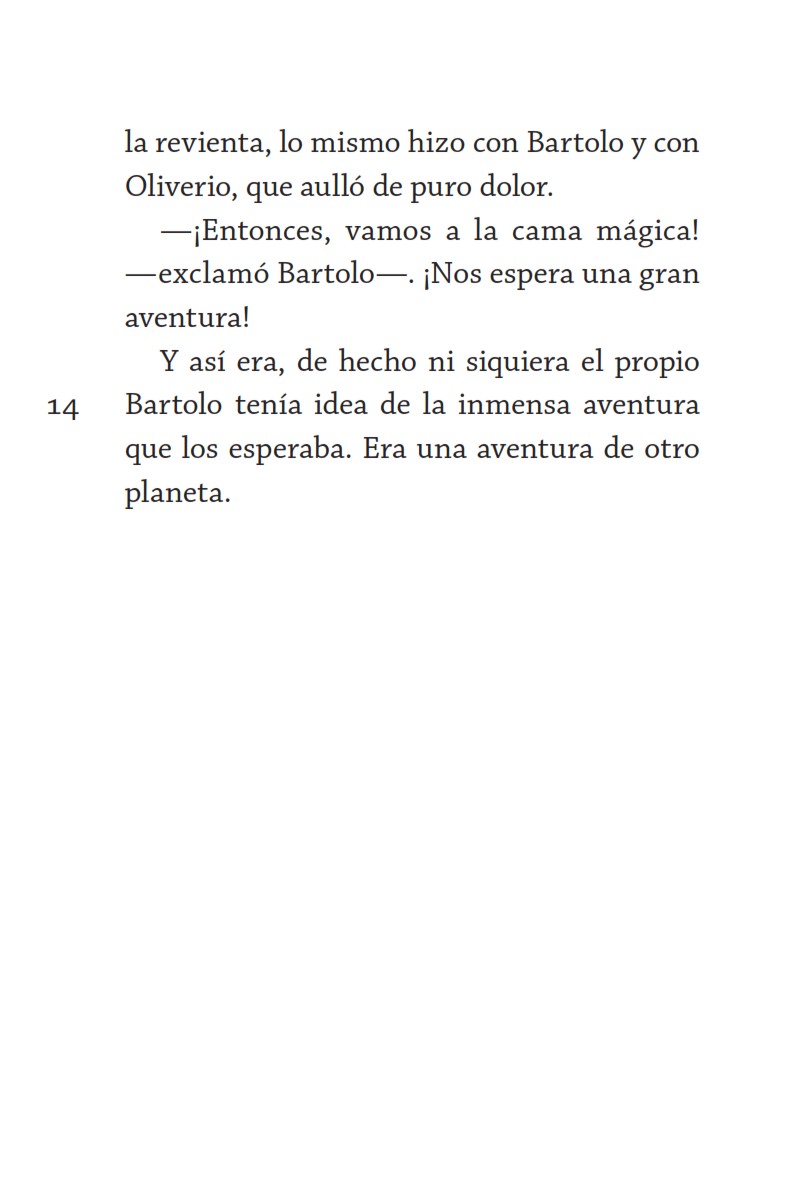 la revienta, lo mismo hizo con Bartolo y con
Oliverio, que aulló de puro dolor.
—¡Entonces, vamos a la cama mágica!
—exclamó Bartolo—. ¡Nos espera una gran
aventura!
Y así era, de hecho ni siquiera el propio
14
Bartolo tenía idea de la inmensa aventura
que los esperaba. Era una aventura de otro
planeta.